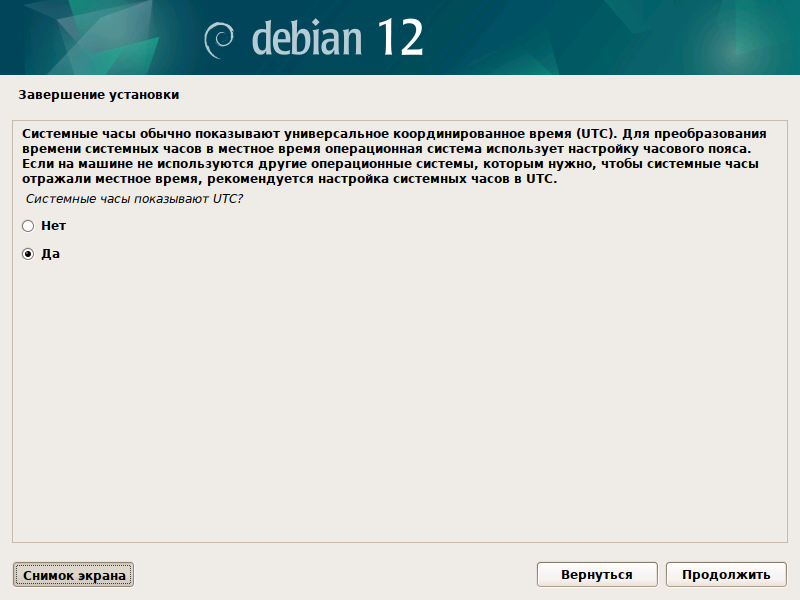 debian 12
Завершение установки
Системные часы обычно показывают универсальное координированное время (UTC). Для преобразования
времени системных часов в местное время операционная система использует настройку часового пояса.
Если на машине не используются другие операционные системы, которым нужно, чтобы системные часы
отражали местное время, рекомендуется настройка системных часов в UTC.
Системные часы показывают UTC?
Нет
Да
Снимок экрана
Вернуться
Продолжить